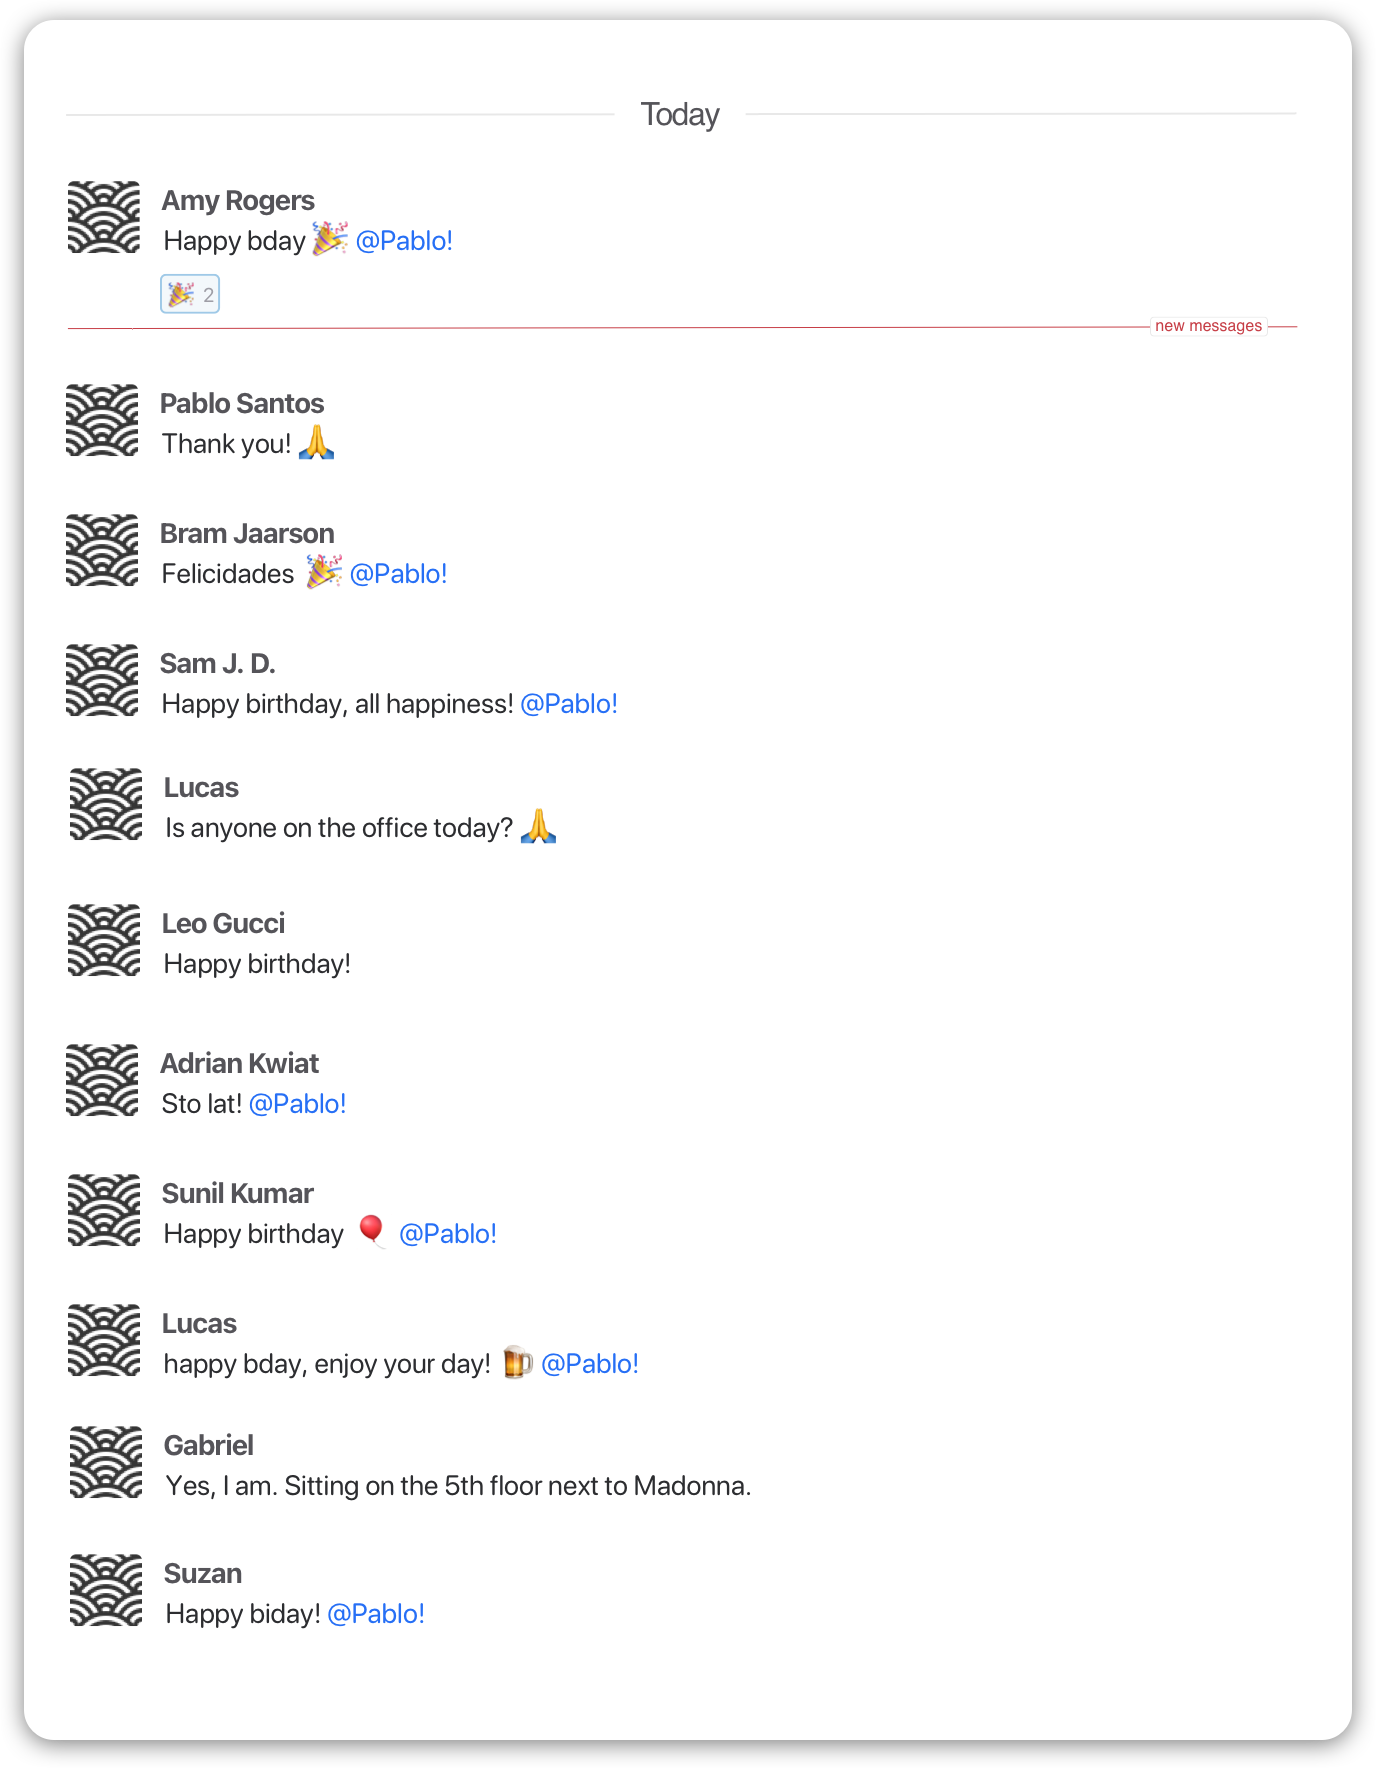 Today
Amy Rogers
Happy bday 🎉 @Pablo!
🎉 2
new messages
Pablo Santos
Thank you! 🙏
Bram Jaarson
Felicidades 🎉 @Pablo!
Sam J. D.
Happy birthday, all happiness! @Pablo!
Lucas
Is anyone on the office today? 🙏
Leo Gucci
Happy birthday!
Adrian Kwiat
Sto lat! @Pablo!
Sunil Kumar
Happy birthday 🎈 @Pablo!
Lucas
happy bday, enjoy your day! 🍺 @Pablo!
Gabriel
Yes, I am. Sitting on the 5th floor next to Madonna.
Suzan
Happy biday! @Pablo!